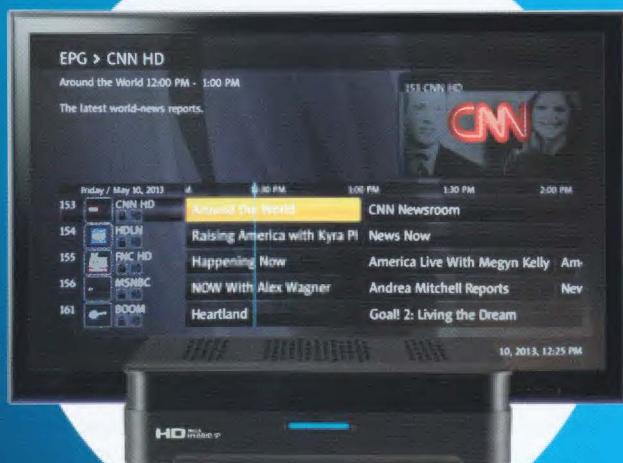 EPG > CNN HD
Around the World 12:00 PM - 1:00 PM
The latest world-news reports.
153 CNN HD
CNN
Friday / May 10, 2013 1:00 PM 1:30 PM 2:00 PM
153 CNN HD Around the World CNN Newsroom
154 HDLN Raising America with Kyra Pl News Now
155 FNC HD Happening Now America Live With Megyn Kelly Am
156 MSNBC NOW With Alex Wagner Andrea Mitchell Reports Nev
161 BOOM Heartland Goal! 2: Living the Dream
10, 2013, 12:25 PM
HD